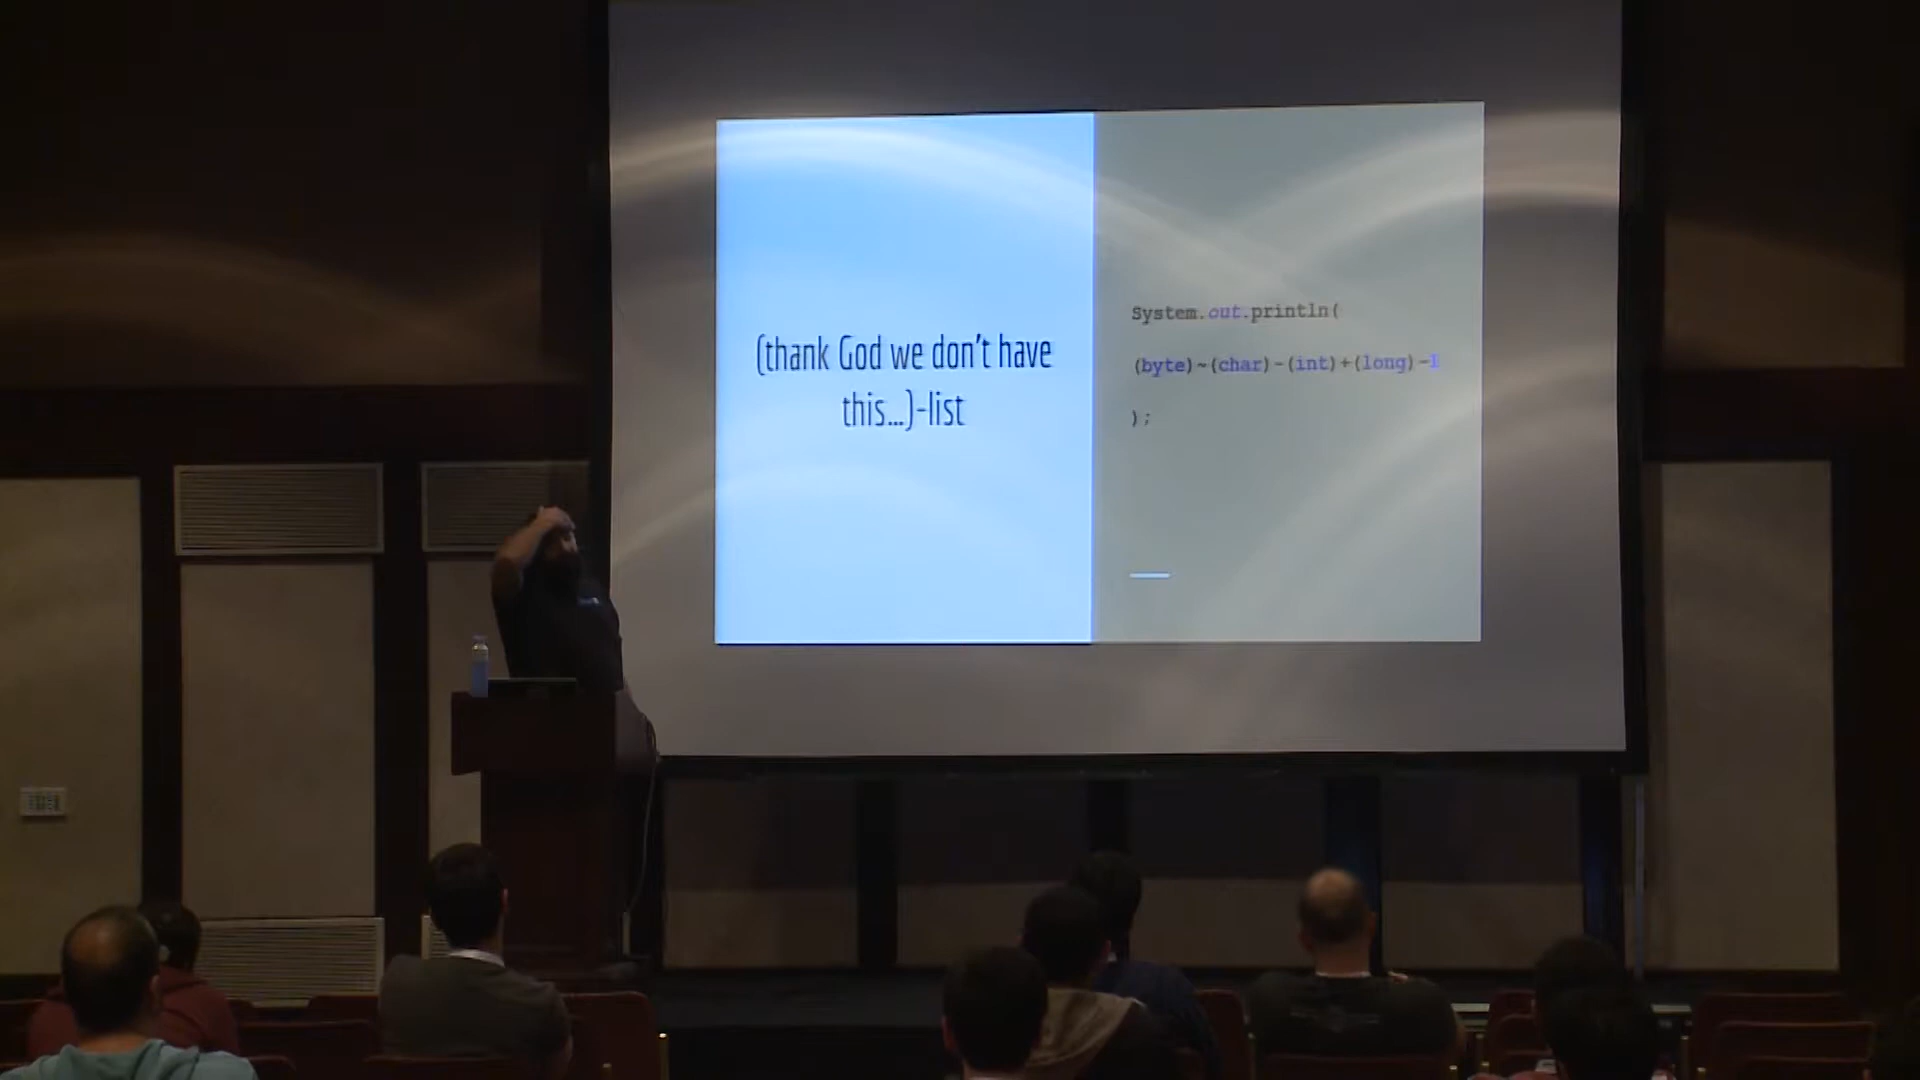 (thank God we don't have
this...)-list
System.out.println(
(byte)~(char)-(int)+(long)-1
);